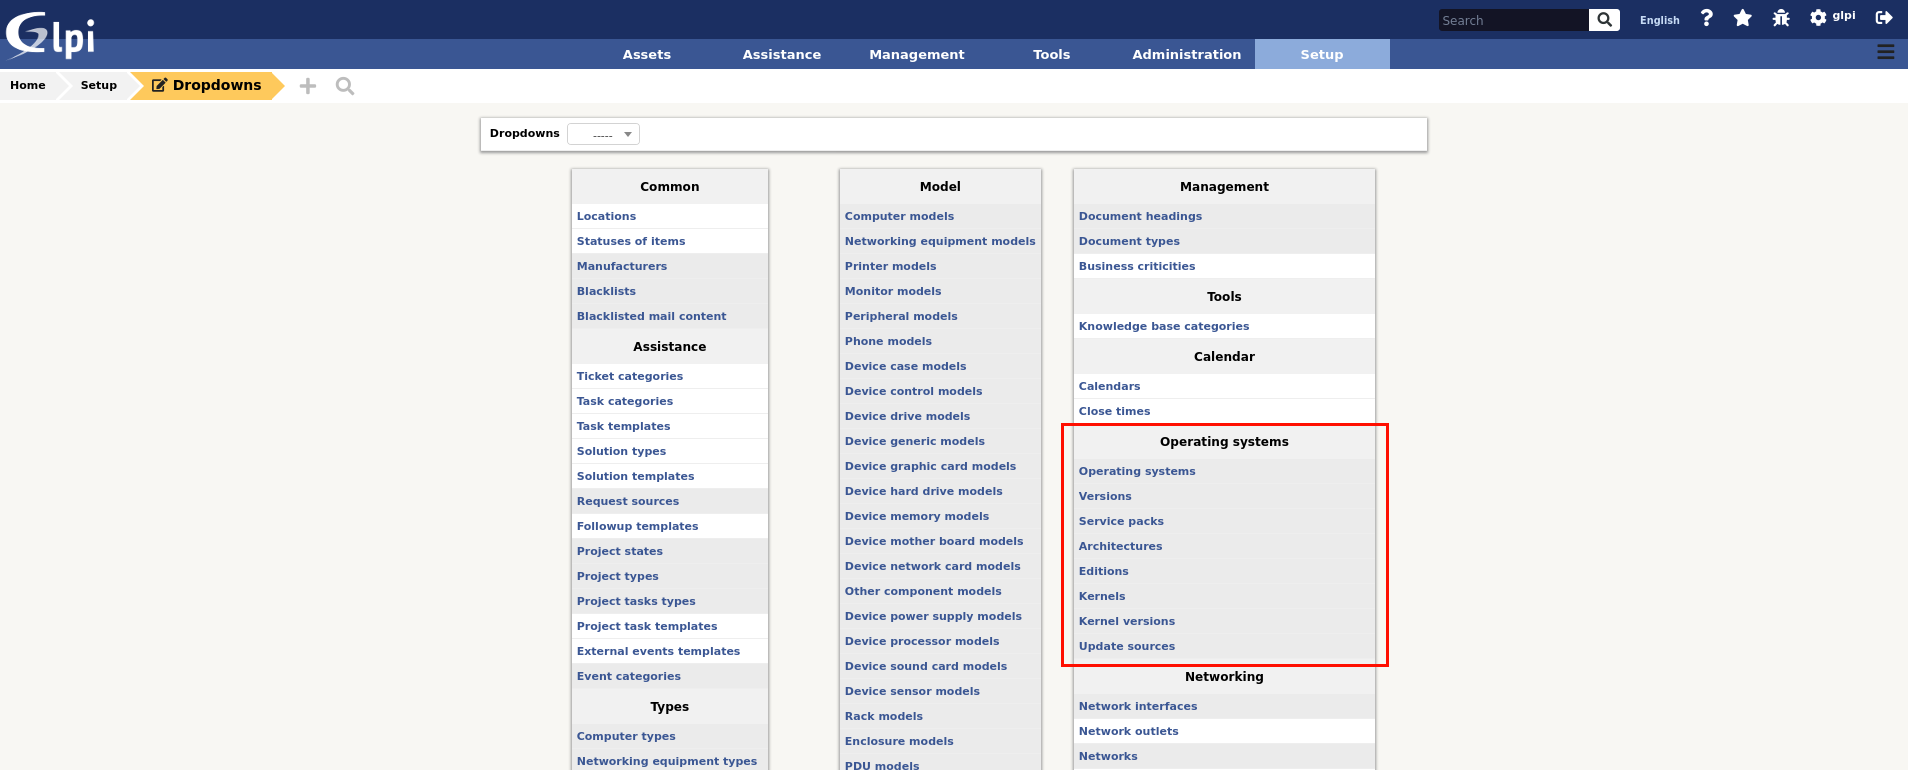 Glpi
Search
English
glpi
Assets
Assistance
Management
Tools
Administration
Setup
Home
Setup
Dropdowns
Dropdowns
-----
Common
Locations
Statuses of items
Manufacturers
Blacklists
Blacklisted mail content
Assistance
Ticket categories
Task categories
Task templates
Solution types
Solution templates
Request sources
Followup templates
Project states
Project types
Project tasks types
Project task templates
External events templates
Event categories
Types
Computer types
Networking equipment types
Model
Computer models
Networking equipment models
Printer models
Monitor models
Peripheral models
Phone models
Device case models
Device control models
Device drive models
Device generic models
Device graphic card models
Device hard drive models
Device memory models
Device mother board models
Device network card models
Other component models
Device power supply models
Device processor models
Device sound card models
Device sensor models
Rack models
Enclosure models
PDU models
Management
Document headings
Document types
Business criticities
Tools
Knowledge base categories
Calendar
Calendars
Close times
Operating systems
Operating systems
Versions
Service packs
Architectures
Editions
Kernels
Kernel versions
Update sources
Networking
Network interfaces
Network outlets
Networks